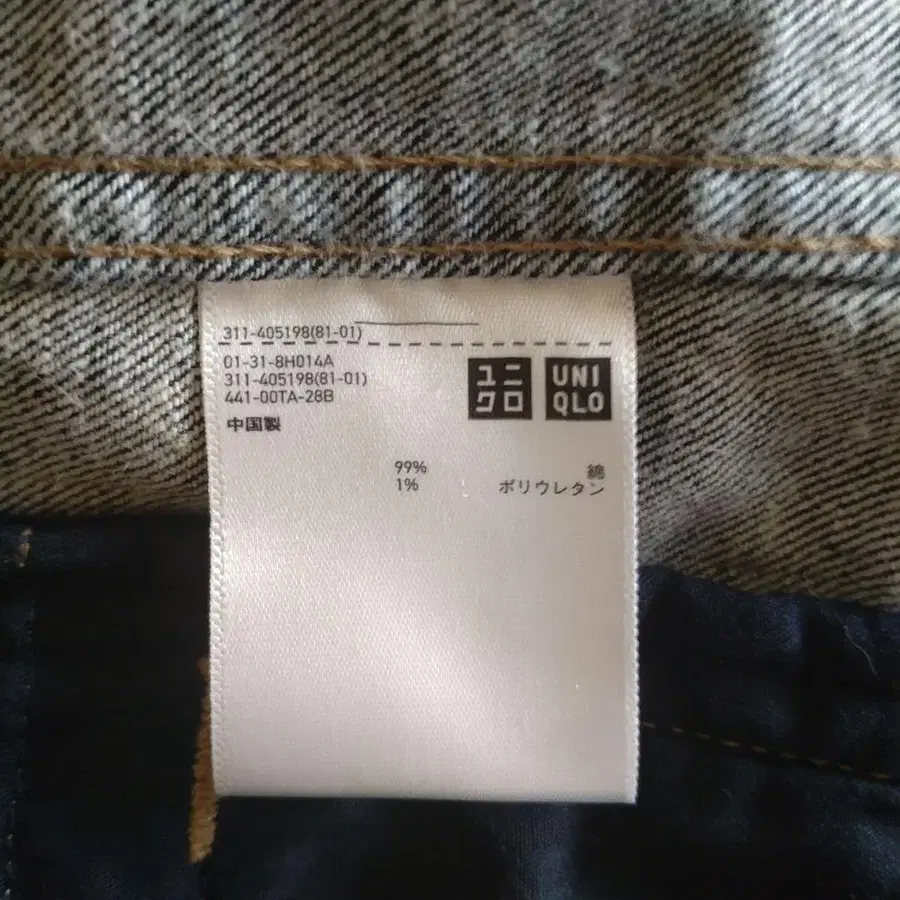 311-405198(81-01)
01-31-8H014A
311-405198(81-01)
441-00TA-28B
中国製
ユニ
クロ
UNI
QLO
99% 綿
1% ポリウレタン